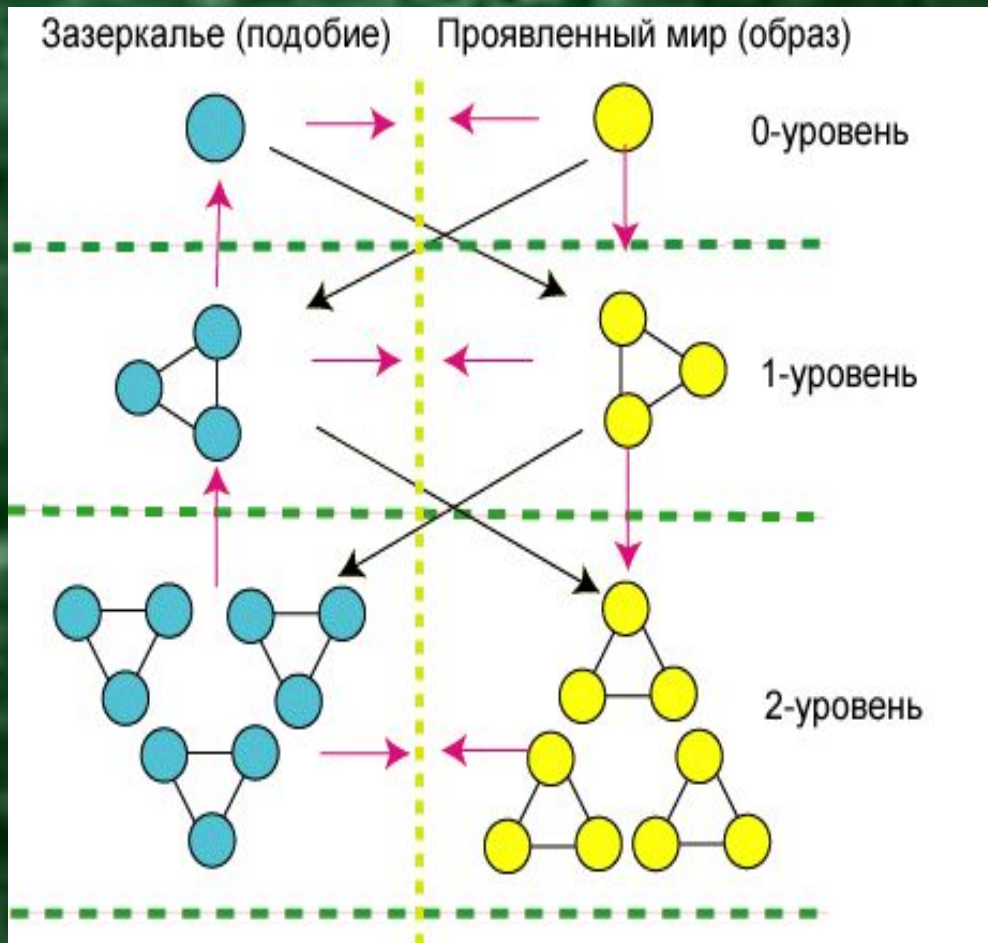 Зазеркалье (подобие) Проявленный мир (образ)
0-уровень
1-уровень
2-уровень